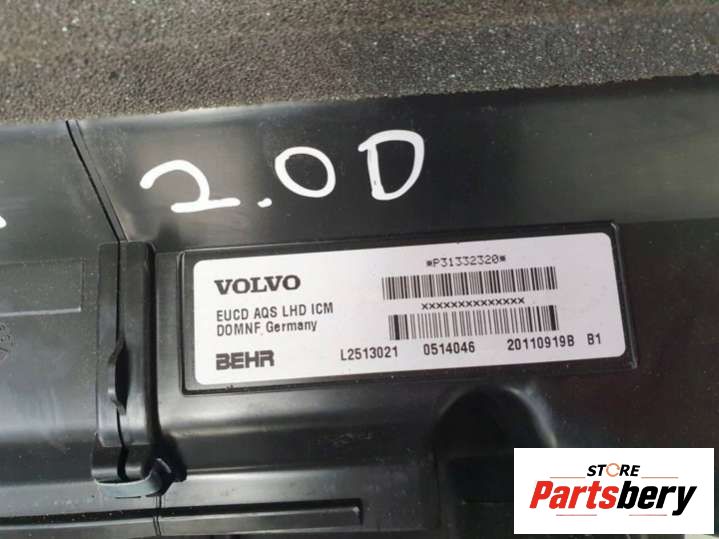 2.0D
VOLVO
*P31332320*
EUCD AQS LHD ICM
XXXXXXXXXXXXXXX
DOMNF, Germany
BEHR L2513021 0514046 20110919B B1
STORE
Partsbery